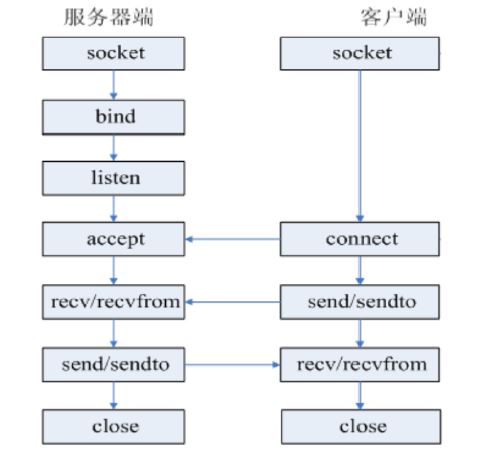 服务器端
客户端
socket
socket
bind
listen
accept
connect
recv/recvfrom
send/sendto
send/sendto
recv/recvfrom
close
close